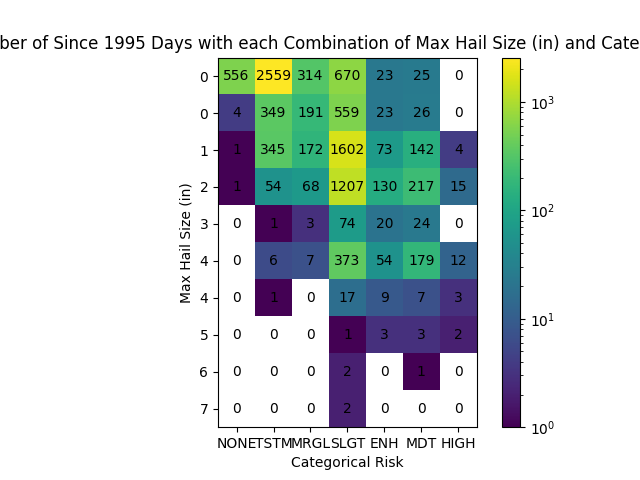 ber of Since 1995 Days with each Combination of Max Hail Size (in) and Cate
0 556 2559 314 670 23 25 0
0 4 349 191 559 23 26 0
1 1 345 172 1602 73 142 4
2 1 54 68 1207 130 217 15
3 0 1 3 74 20 24 0
4 0 6 7 373 54 179 12
4 0 1 0 17 9 7 3
5 0 0 0 1 3 3 2
6 0 0 0 2 0 1 0
7 0 0 0 2 0 0 0
NONE TSTM MRGL SLGT ENH MDT HIGH
Categorical Risk
Max Hail Size (in)
10³
10²
10¹
10⁰